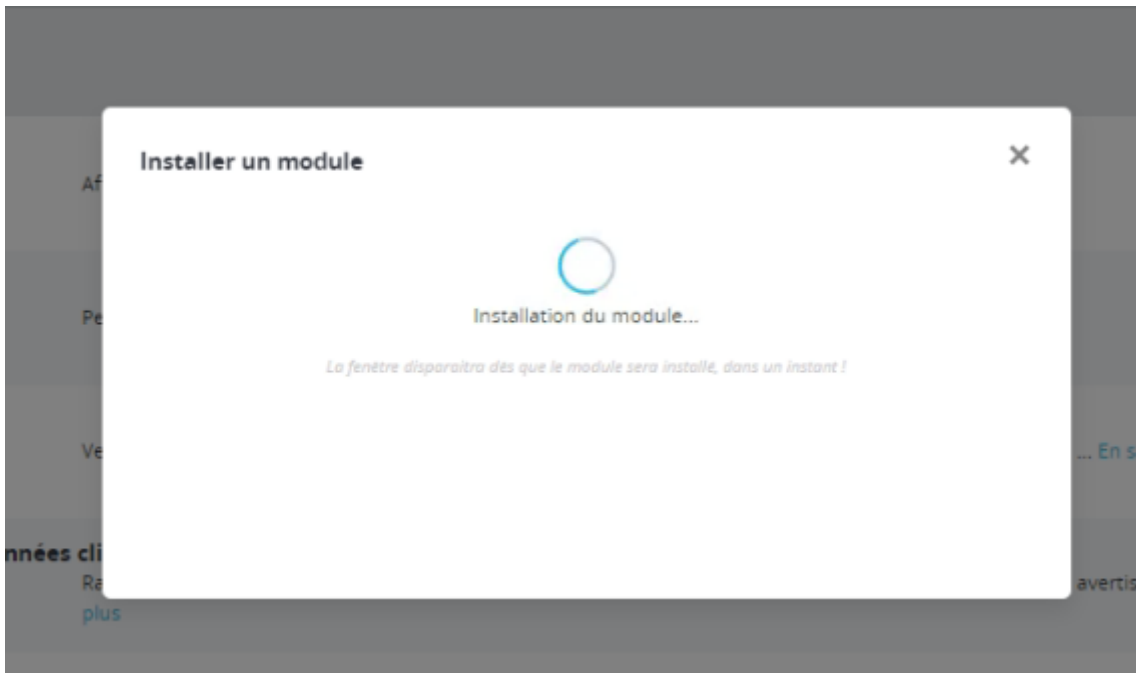 Installer un module
Af
Installation du module...
Pe
La fenêtre disparaitra dès que le module sera installé, dans un instant !
Ve
... En s
nnées cli
Ra
avertis
plus